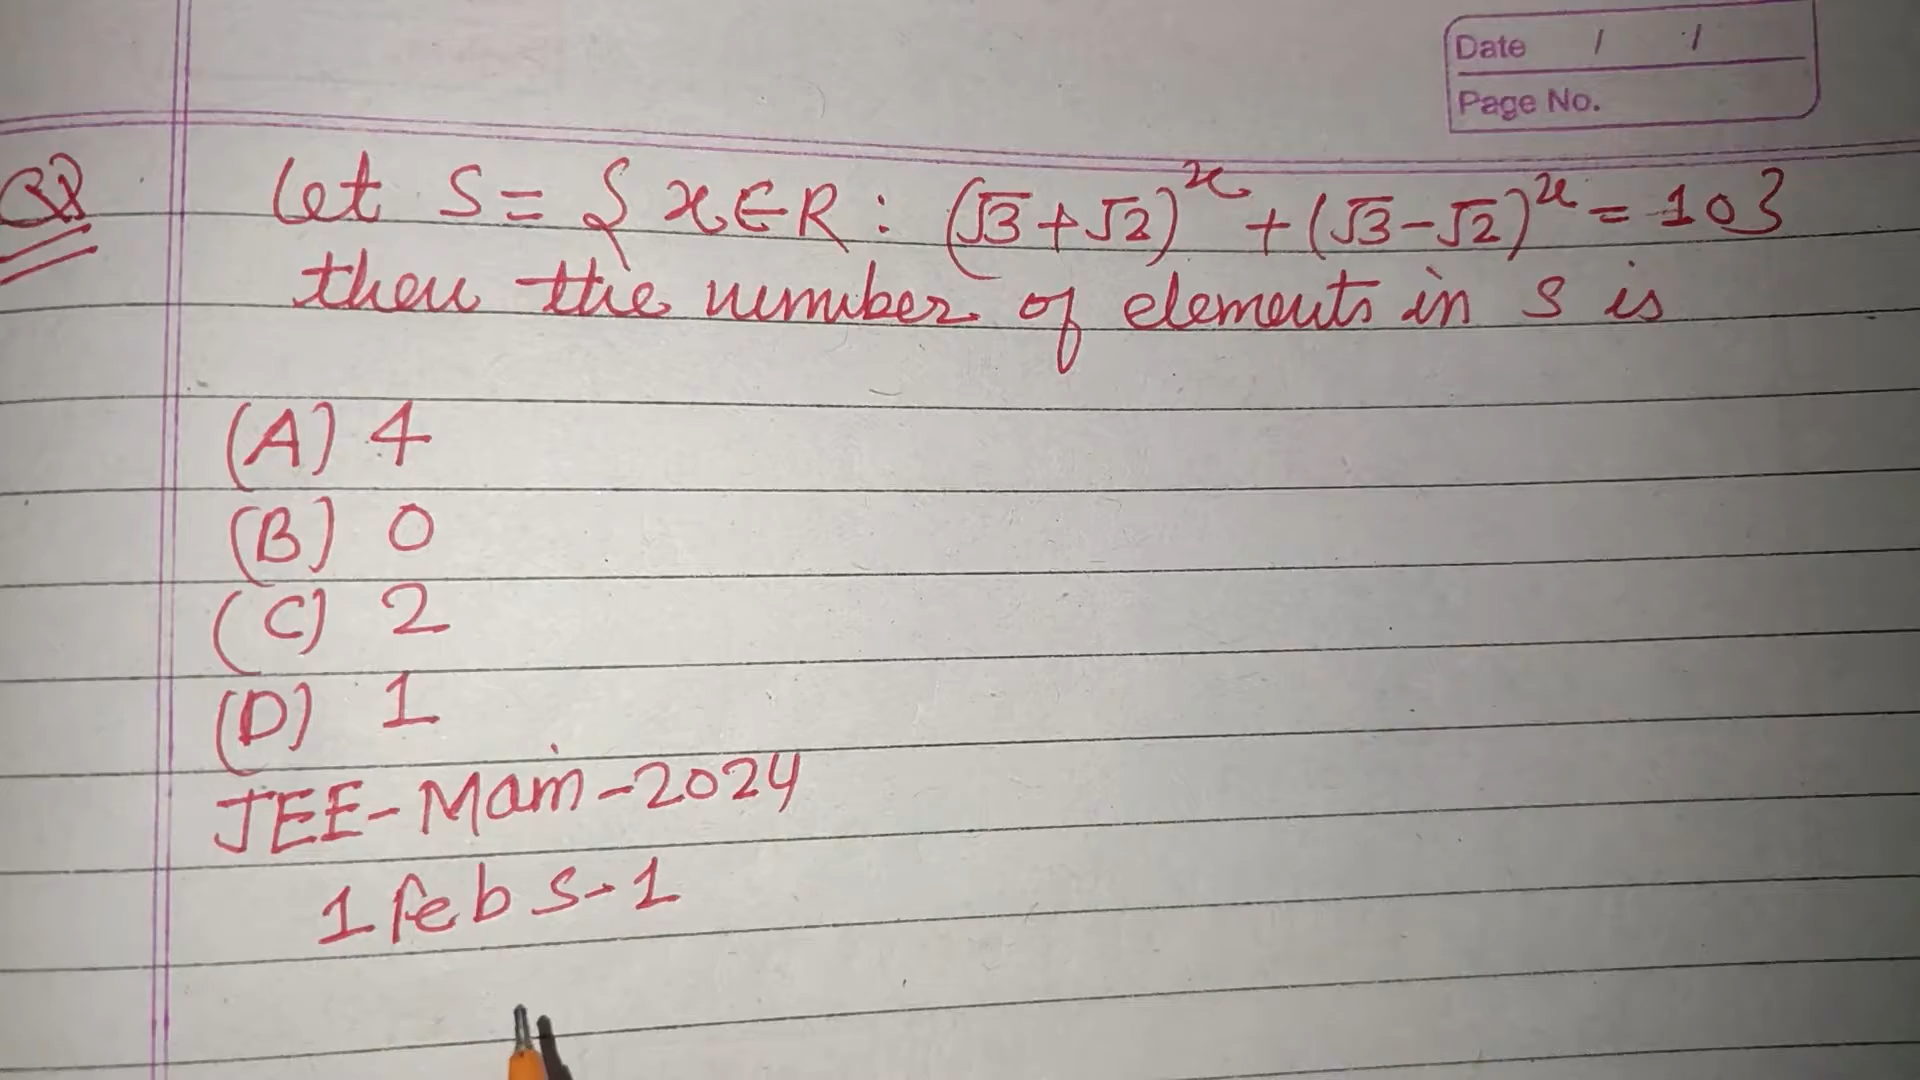 Date / /
Page No.
Q2 Let S = { x ∈ R : (√3+√2)^x + (√3-√2)^x = 10}
then the number of elements in S is
(A) 4
(B) 0
(C) 2
(D) 1
JEE-Main-2024
1 feb S-1